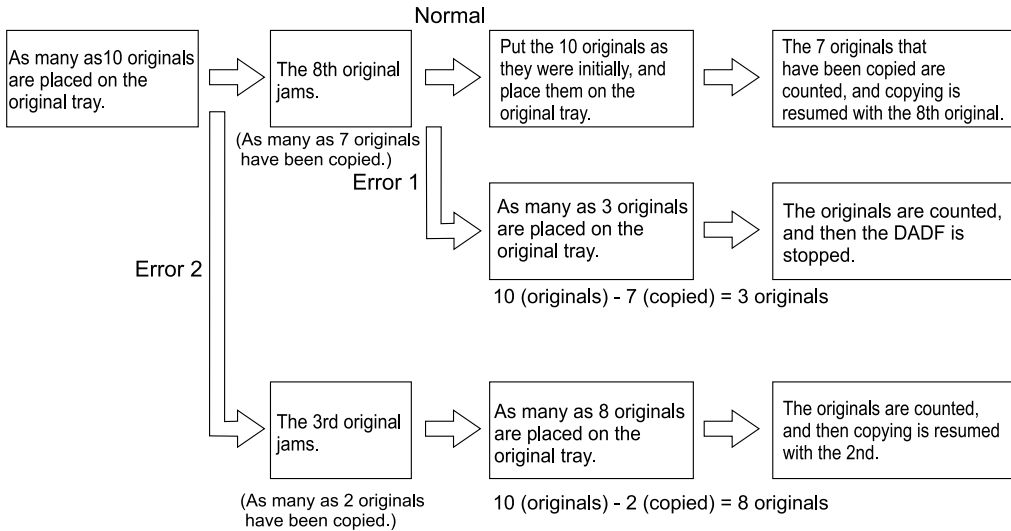 Normal
As many as10 originals
are placed on the
original tray.
The 8th original
jams.
(As many as 7 originals
have been copied.)
Put the 10 originals as
they were initially, and
place them on the
original tray.
The 7 originals that
have been copied are
counted, and copying is
resumed with the 8th original.
Error 1
As many as 3 originals
are placed on the
original tray.
10 (originals) - 7 (copied) = 3 originals
The originals are counted,
and then the DADF is
stopped.
Error 2
The 3rd original
jams.
(As many as 2 originals
have been copied.)
As many as 8 originals
are placed on the
original tray.
10 (originals) - 2 (copied) = 8 originals
The originals are counted,
and then copying is resumed
with the 2nd.